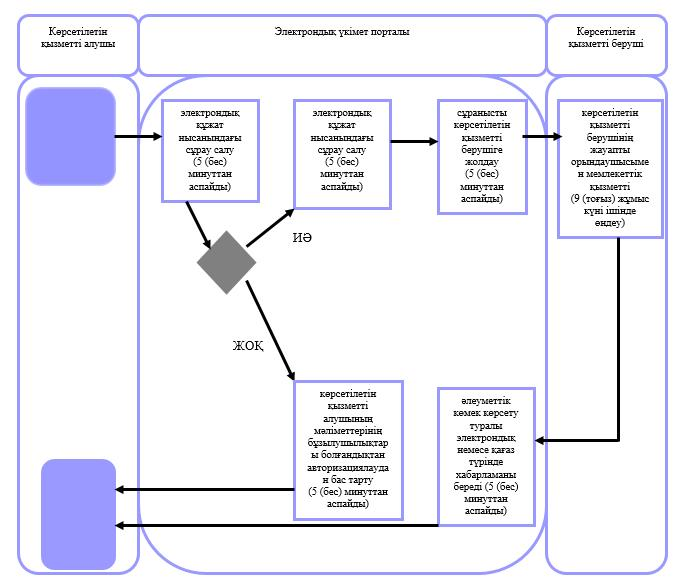 Көрсетілетін
қызметті алушы
Электрондық үкімет порталы
Көрсетілетін
қызметті беруші
электрондық
құжат
нысанындағы
сұрау салу
(5 (бес)
минуттан
аспайды)
электрондық
құжат
нысанындағы
сұрау салу
(5 (бес)
минуттан
аспайды)
сұранысты
көрсетілетін
қызметті
берушіге
жолдау
(5 (бес)
минуттан
аспайды)
көрсетілетін
қызметті
берушінің
жауапты
орындаушысыме
н мемлекеттік
қызметті
(9 (тоғыз) жұмыс
күні ішінде
өңдеу)
ИӘ
ЖОҚ
көрсетілетін
қызметті
алушының
мәліметтерінің
бұзылушылықтар
ы болғандықтан
авторизациялауда
н бас тарту
(5 (бес) минуттан
аспайды)
әлеуметтік
көмек көрсету
туралы
электрондық
немесе қағаз
түрінде
хабарламаны
береді (5 (бес)
минуттан
аспайды)